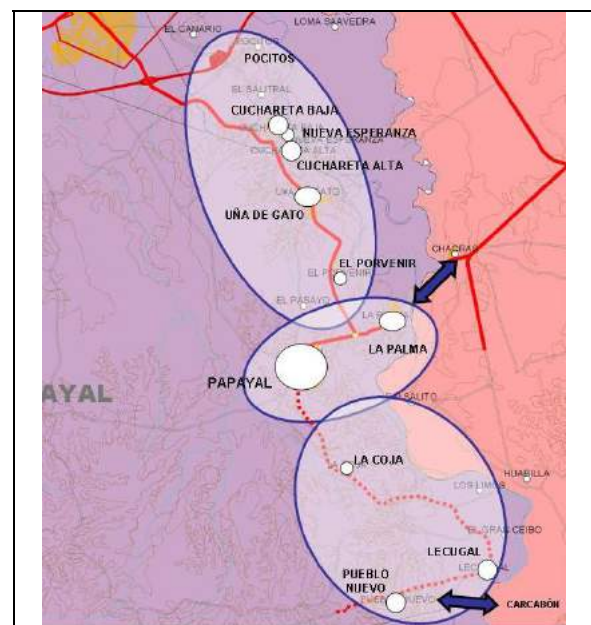 LOMA SAAVEDRA
EL CANARIO
POCITOS
POCITOS
EL SALITRAL
CUCHARETA BAJA
NUEVA ESPERANZA
CUCHARETA ALTA
UÑA DE GATO
CHACRAS
EL PORVENIR
EL PORVENIR
EL PASAYO
LA PALMA
PAPAYAL
AYAL
LA COJA
HUABILLA
LOS LIMOS
EL GRAN CEIBO
LECUGAL
PUEBLO
NUEVO
CARCABÓN